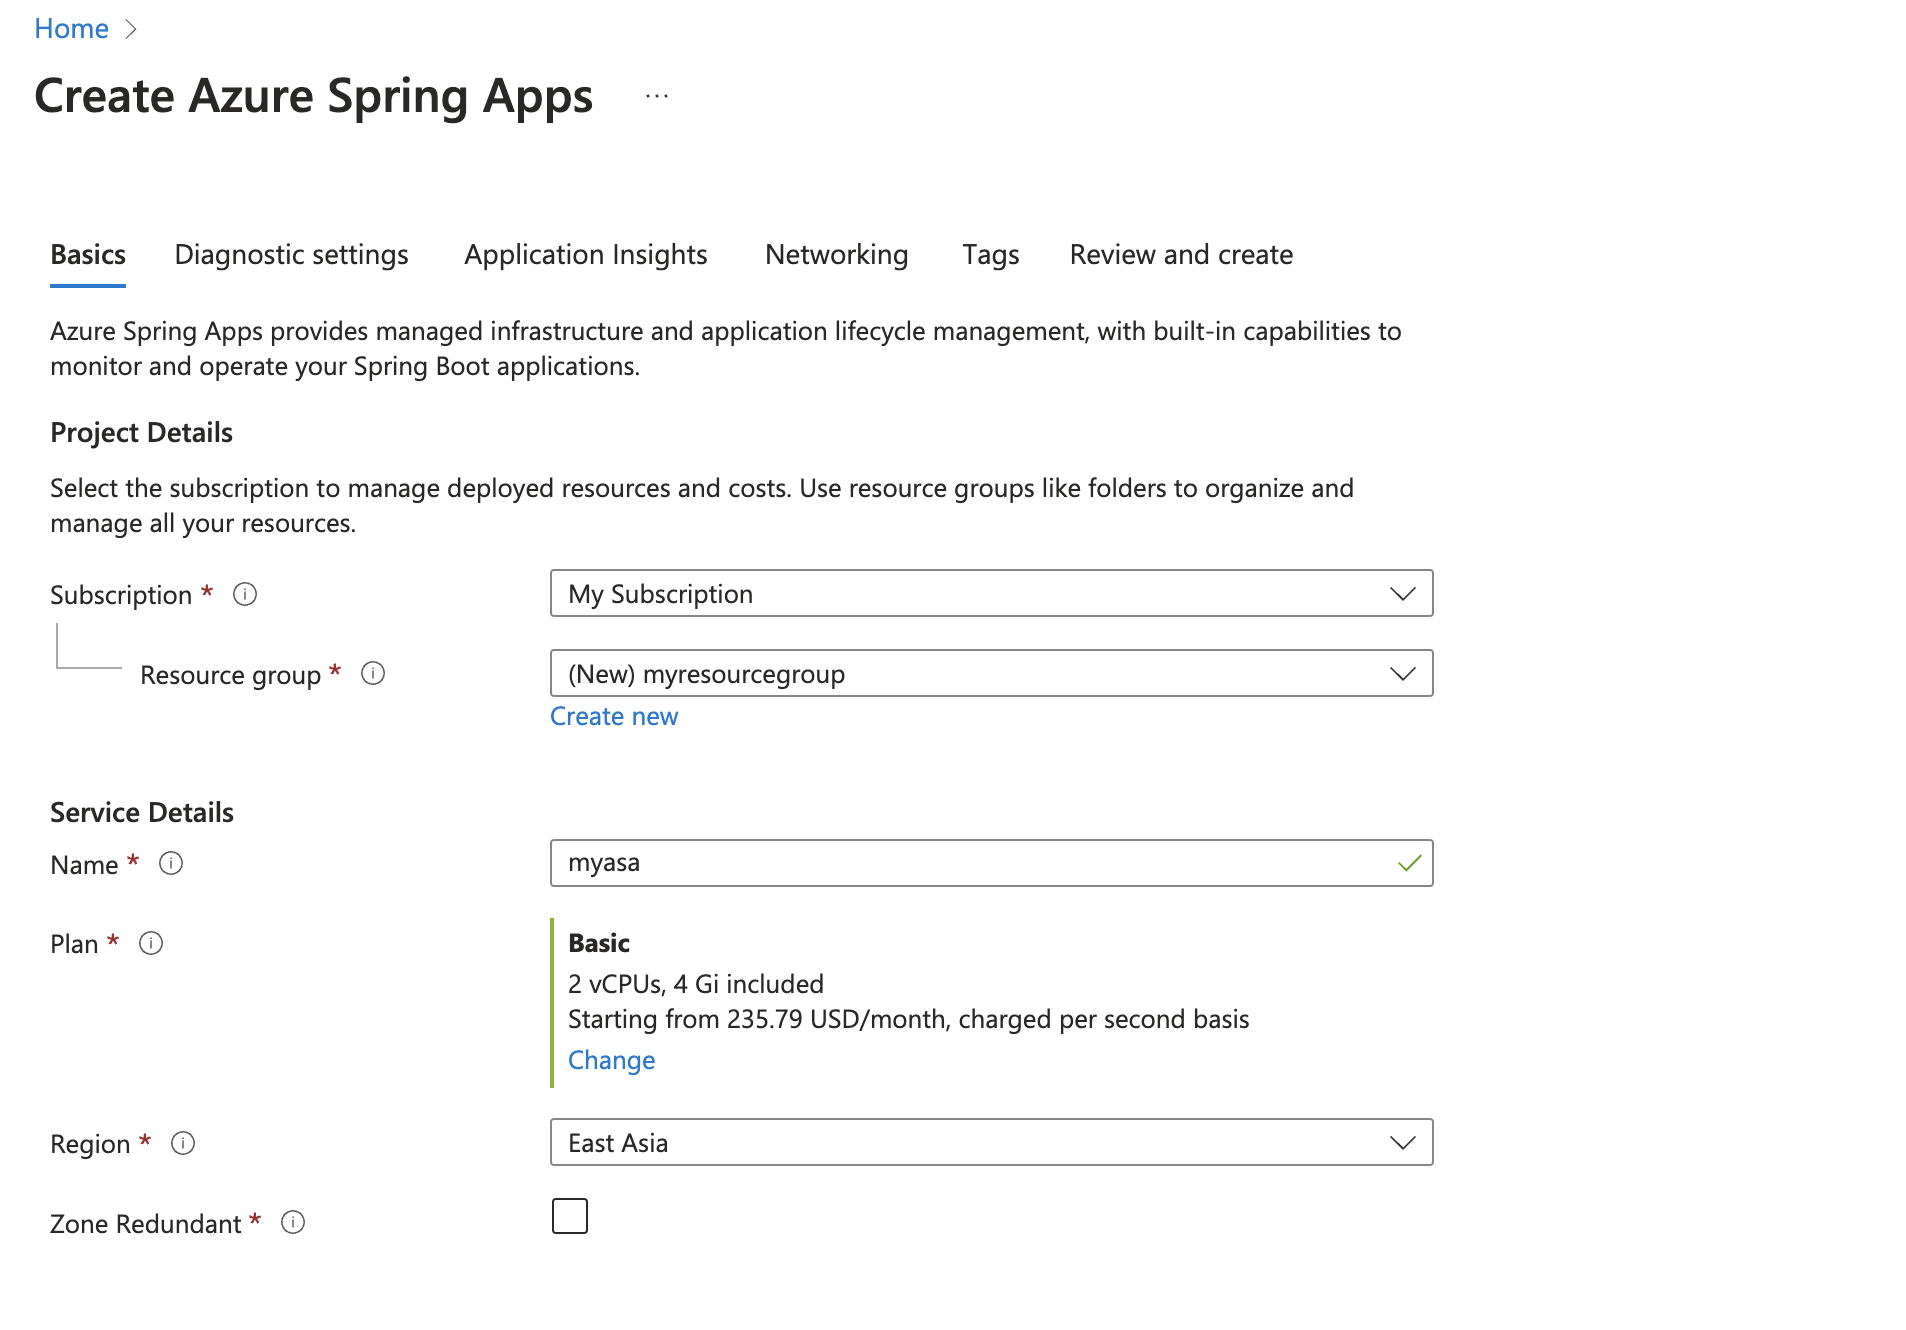 Home
Create Azure Spring Apps ...
Basics Diagnostic settings Application Insights Networking Tags Review and create
Azure Spring Apps provides managed infrastructure and application lifecycle management, with built-in capabilities to
monitor and operate your Spring Boot applications.
Project Details
Select the subscription to manage deployed resources and costs. Use resource groups like folders to organize and
manage all your resources.
Subscription * My Subscription
Resource group * (New) myresourcegroup
Create new
Service Details
Name * myasa
Plan * Basic
2 vCPUs, 4 Gi included
Starting from 235.79 USD/month, charged per second basis
Change
Region * East Asia
Zone Redundant *